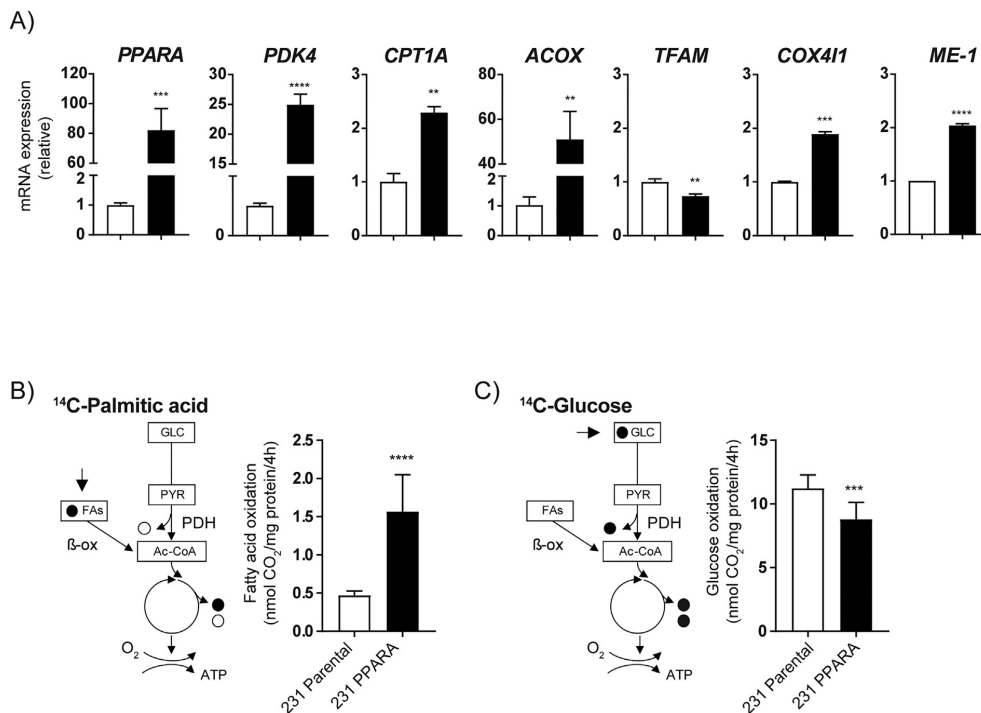 A)
PPARA
PDK4
CPT1A
ACOX
TFAM
COX4I1
ME-1
mRNA expression
(relative)
120
100
80
60
2
1
0
***
30
25
20
15
5
0
****
3
2
1
0
**
80
60
40
2
1
0
**
3
2
1
0
**
3
2
1
0
***
3
2
1
0
****
B)
¹⁴C-Palmitic acid
GLC
PYR
FAs
PDH
ß-ox
Ac-CoA
O₂
ATP
Fatty acid oxidation
(nmol CO₂/mg protein/4h)
2.5
2.0
1.5
1.0
0.5
0.0
****
231 Parental
231 PPARA
C)
¹⁴C-Glucose
GLC
PYR
FAs
PDH
ß-ox
Ac-CoA
O₂
ATP
Glucose oxidation
(nmol CO₂/mg protein/4h)
15
10
5
0
***
231 Parental
231 PPARA